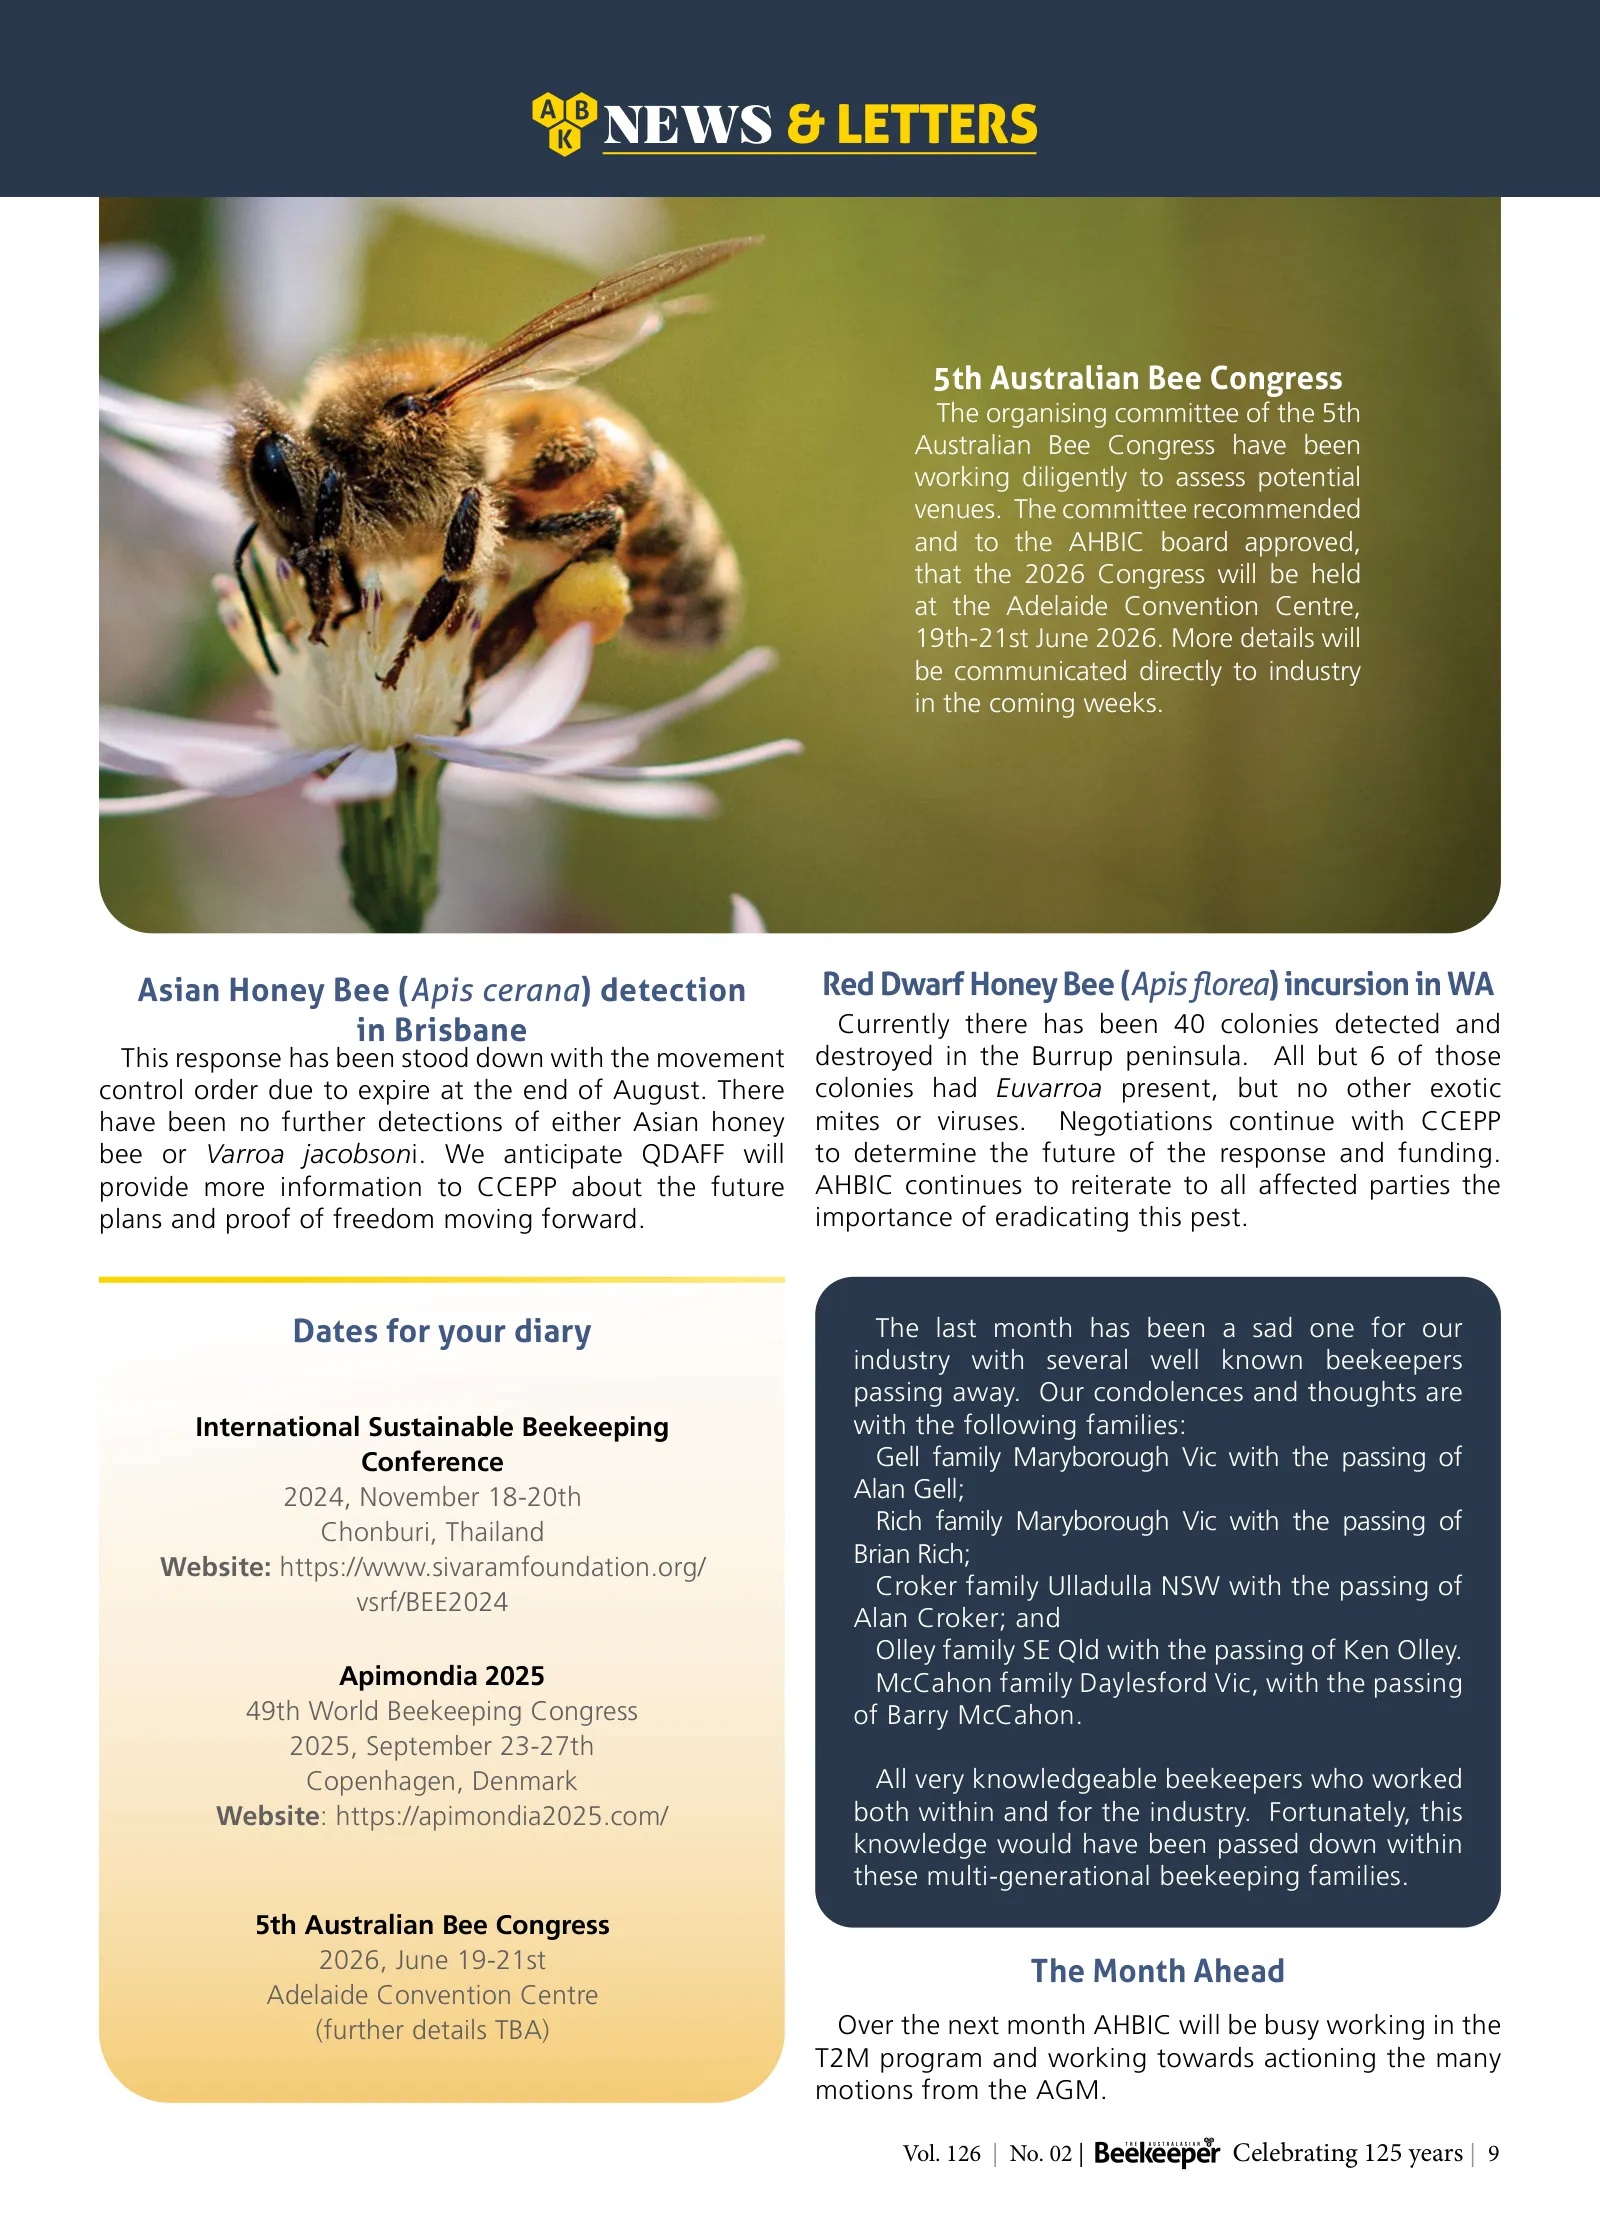 A B K NEWS & LETTERS
5th Australian Bee Congress
The organising committee of the 5th
Australian Bee Congress have been
working diligently to assess potential
venues. The committee recommended
and to the AHBIC board approved,
that the 2026 Congress will be held
at the Adelaide Convention Centre,
19th-21st June 2026. More details will
be communicated directly to industry
in the coming weeks.
Asian Honey Bee (Apis cerana) detection
in Brisbane
This response has been stood down with the movement
control order due to expire at the end of August. There
have been no further detections of either Asian honey
bee or Varroa jacobsoni. We anticipate QDAFF will
provide more information to CCEPP about the future
plans and proof of freedom moving forward.
Red Dwarf Honey Bee (Apis florea) incursion in WA
Currently there has been 40 colonies detected and
destroyed in the Burrup peninsula. All but 6 of those
colonies had Euvarroa present, but no other exotic
mites or viruses. Negotiations continue with CCEPP
to determine the future of the response and funding.
AHBIC continues to reiterate to all affected parties the
importance of eradicating this pest.
Dates for your diary
International Sustainable Beekeeping
Conference
2024, November 18-20th
Chonburi, Thailand
Website: https://www.sivaramfoundation.org/
vsrf/BEE2024
Apimondia 2025
49th World Beekeeping Congress
2025, September 23-27th
Copenhagen, Denmark
Website: https://apimondia2025.com/
5th Australian Bee Congress
2026, June 19-21st
Adelaide Convention Centre
(further details TBA)
The last month has been a sad one for our
industry with several well known beekeepers
passing away. Our condolences and thoughts are
with the following families:
Gell family Maryborough Vic with the passing of
Alan Gell;
Rich family Maryborough Vic with the passing of
Brian Rich;
Croker family Ulladulla NSW with the passing of
Alan Croker; and
Olley family SE Qld with the passing of Ken Olley.
McCahon family Daylesford Vic, with the passing
of Barry McCahon.
All very knowledgeable beekeepers who worked
both within and for the industry. Fortunately, this
knowledge would have been passed down within
these multi-generational beekeeping families.
The Month Ahead
Over the next month AHBIC will be busy working in the
T2M program and working towards actioning the many
motions from the AGM.
Vol. 126 | No. 02 | THE AUSTRALASIAN Beekeeper Celebrating 125 years | 9